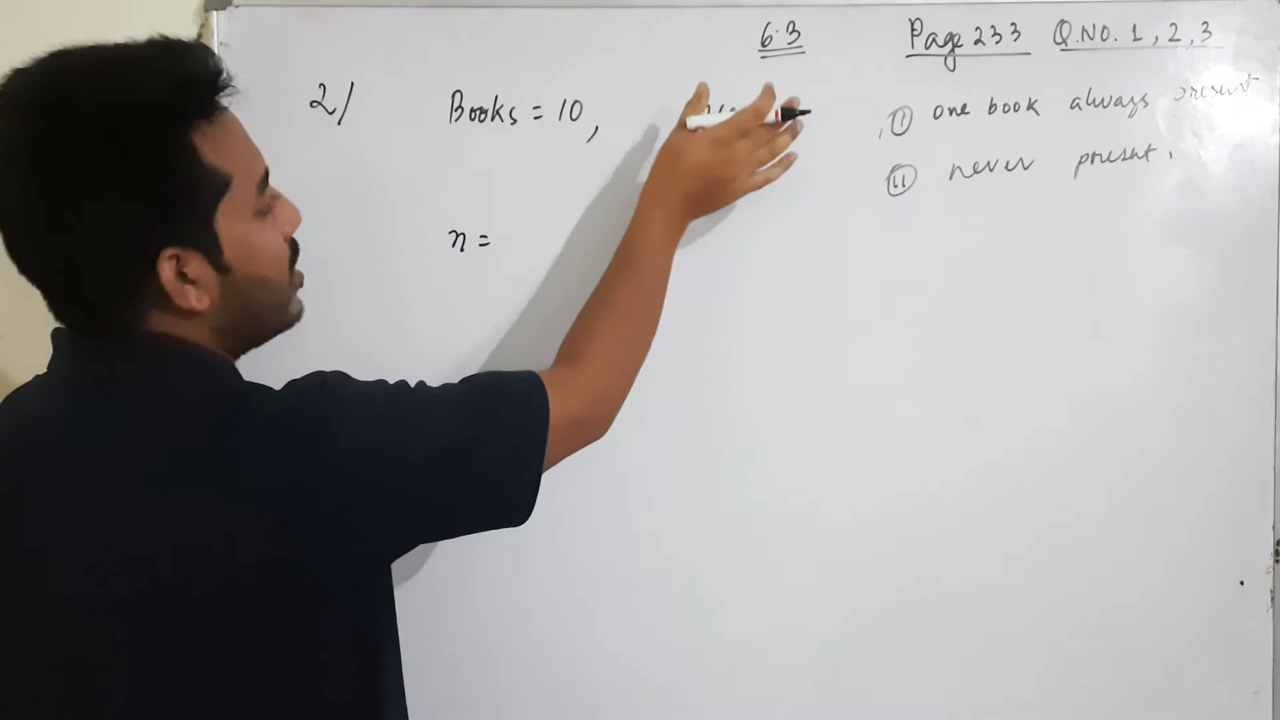 6.3 Page 233 Q.NO. 1, 2, 3
2/ Books = 10, (i) one book always present
(ii) never present.
n =